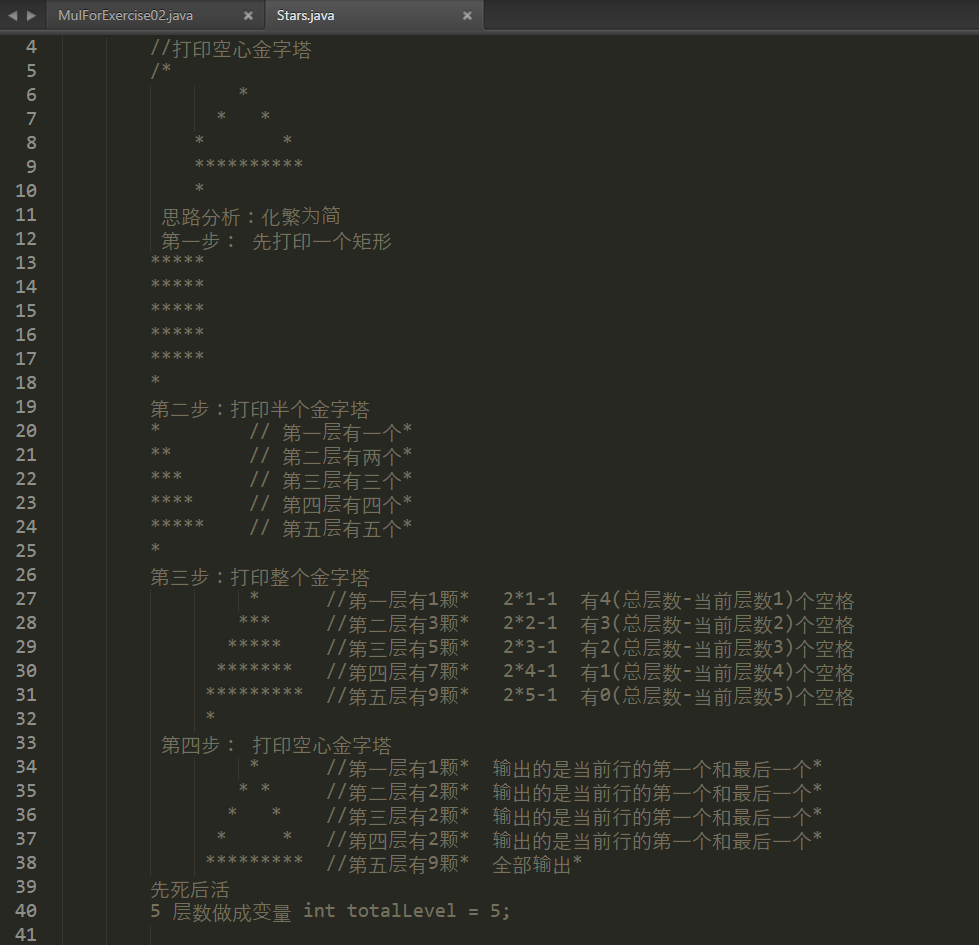 MulForExercise02.java × Stars.java ×
4 //打印空心金字塔
5 /*
6 *
7 * *
8 * *
9 **********
10 *
11 思路分析：化繁为简
12 第一步： 先打印一个矩形
13 *****
14 *****
15 *****
16 *****
17 *****
18 *
19 第二步：打印半个金字塔
20 * // 第一层有一个*
21 ** // 第二层有两个*
22 *** // 第三层有三个*
23 **** // 第四层有四个*
24 ***** // 第五层有五个*
25 *
26 第三步：打印整个金字塔
27 * //第一层有1颗* 2*1-1 有4(总层数-当前层数1)个空格
28 *** //第二层有3颗* 2*2-1 有3(总层数-当前层数2)个空格
29 ***** //第三层有5颗* 2*3-1 有2(总层数-当前层数3)个空格
30 ******* //第四层有7颗* 2*4-1 有1(总层数-当前层数4)个空格
31 ********* //第五层有9颗* 2*5-1 有0(总层数-当前层数5)个空格
32 *
33 第四步： 打印空心金字塔
34 * //第一层有1颗* 输出的是当前行的第一个和最后一个*
35 * * //第二层有2颗* 输出的是当前行的第一个和最后一个*
36 * * //第三层有2颗* 输出的是当前行的第一个和最后一个*
37 * * //第四层有2颗* 输出的是当前行的第一个和最后一个*
38 ********* //第五层有9颗* 全部输出*
39 先死后活
40 5 层数做成变量 int totalLevel = 5;
41